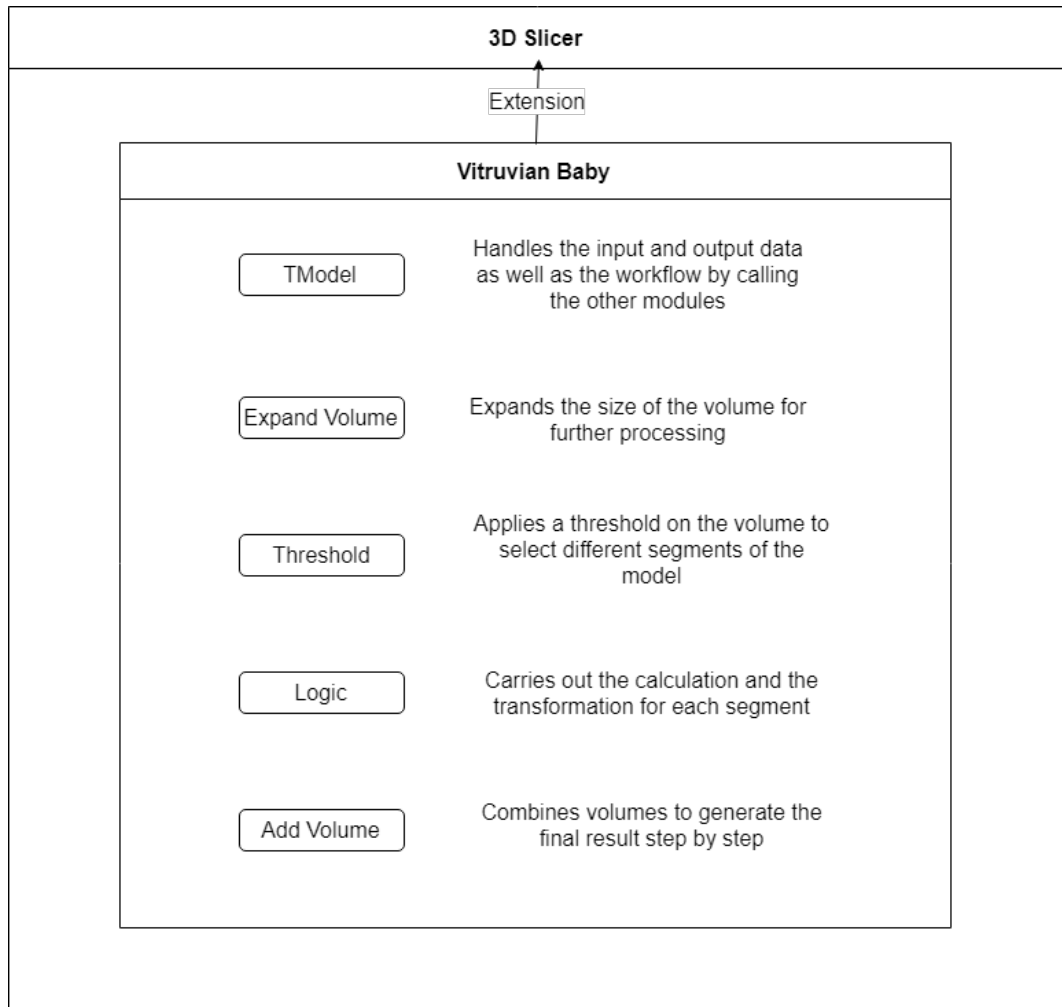 3D Slicer
Extension
Vitruvian Baby
TModel
Handles the input and output data
as well as the workflow by calling
the other modules
Expand Volume
Expands the size of the volume for
further processing
Threshold
Applies a threshold on the volume to
select different segments of the
model
Logic
Carries out the calculation and the
transformation for each segment
Add Volume
Combines volumes to generate the
final result step by step